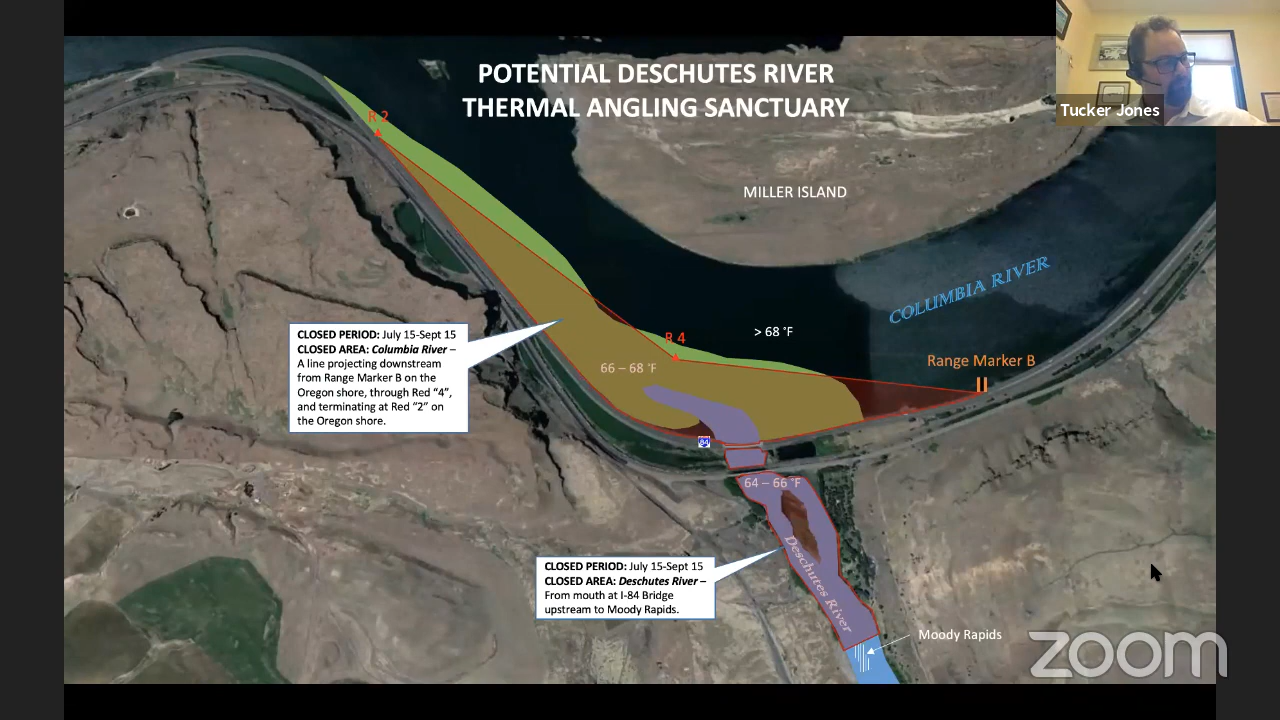 POTENTIAL DESCHUTES RIVER
THERMAL ANGLING SANCTUARY
Tucker Jones
R 2
MILLER ISLAND
COLUMBIA RIVER
> 68 °F
R 4
Range Marker B
CLOSED PERIOD: July 15-Sept 15
CLOSED AREA: Columbia River –
A line projecting downstream
from Range Marker B on the
Oregon shore, through Red “4”,
and terminating at Red “2” on
the Oregon shore.
66 – 68 °F
84
64 – 66 °F
Deschutes River
CLOSED PERIOD: July 15-Sept 15
CLOSED AREA: Deschutes River –
From mouth at I-84 Bridge
upstream to Moody Rapids.
Moody Rapids
zoom